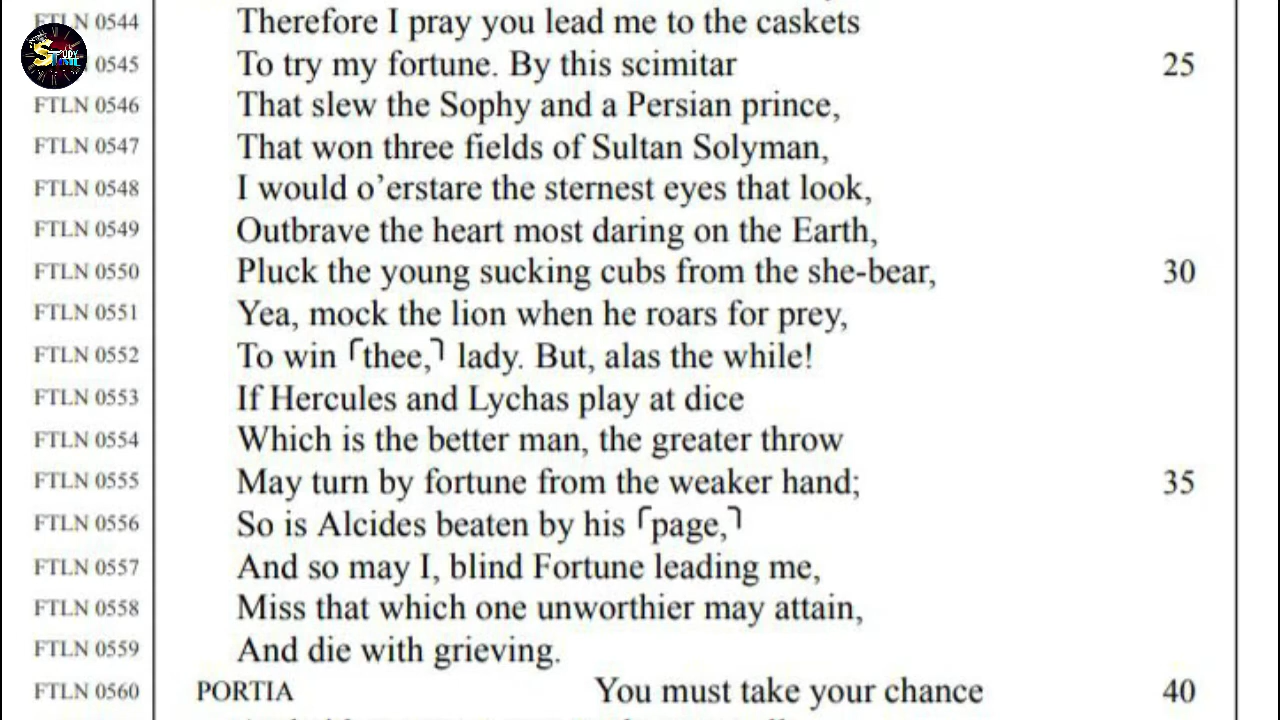 FTLN 0544 Therefore I pray you lead me to the caskets
0545 To try my fortune. By this scimitar 25
FTLN 0546 That slew the Sophy and a Persian prince,
FTLN 0547 That won three fields of Sultan Solyman,
FTLN 0548 I would o’erstare the sternest eyes that look,
FTLN 0549 Outbrave the heart most daring on the Earth,
FTLN 0550 Pluck the young sucking cubs from the she-bear, 30
FTLN 0551 Yea, mock the lion when he roars for prey,
FTLN 0552 To win ⌜thee,⌝ lady. But, alas the while!
FTLN 0553 If Hercules and Lychas play at dice
FTLN 0554 Which is the better man, the greater throw
FTLN 0555 May turn by fortune from the weaker hand; 35
FTLN 0556 So is Alcides beaten by his ⌜page,⌝
FTLN 0557 And so may I, blind Fortune leading me,
FTLN 0558 Miss that which one unworthier may attain,
FTLN 0559 And die with grieving.
FTLN 0560 PORTIA You must take your chance 40